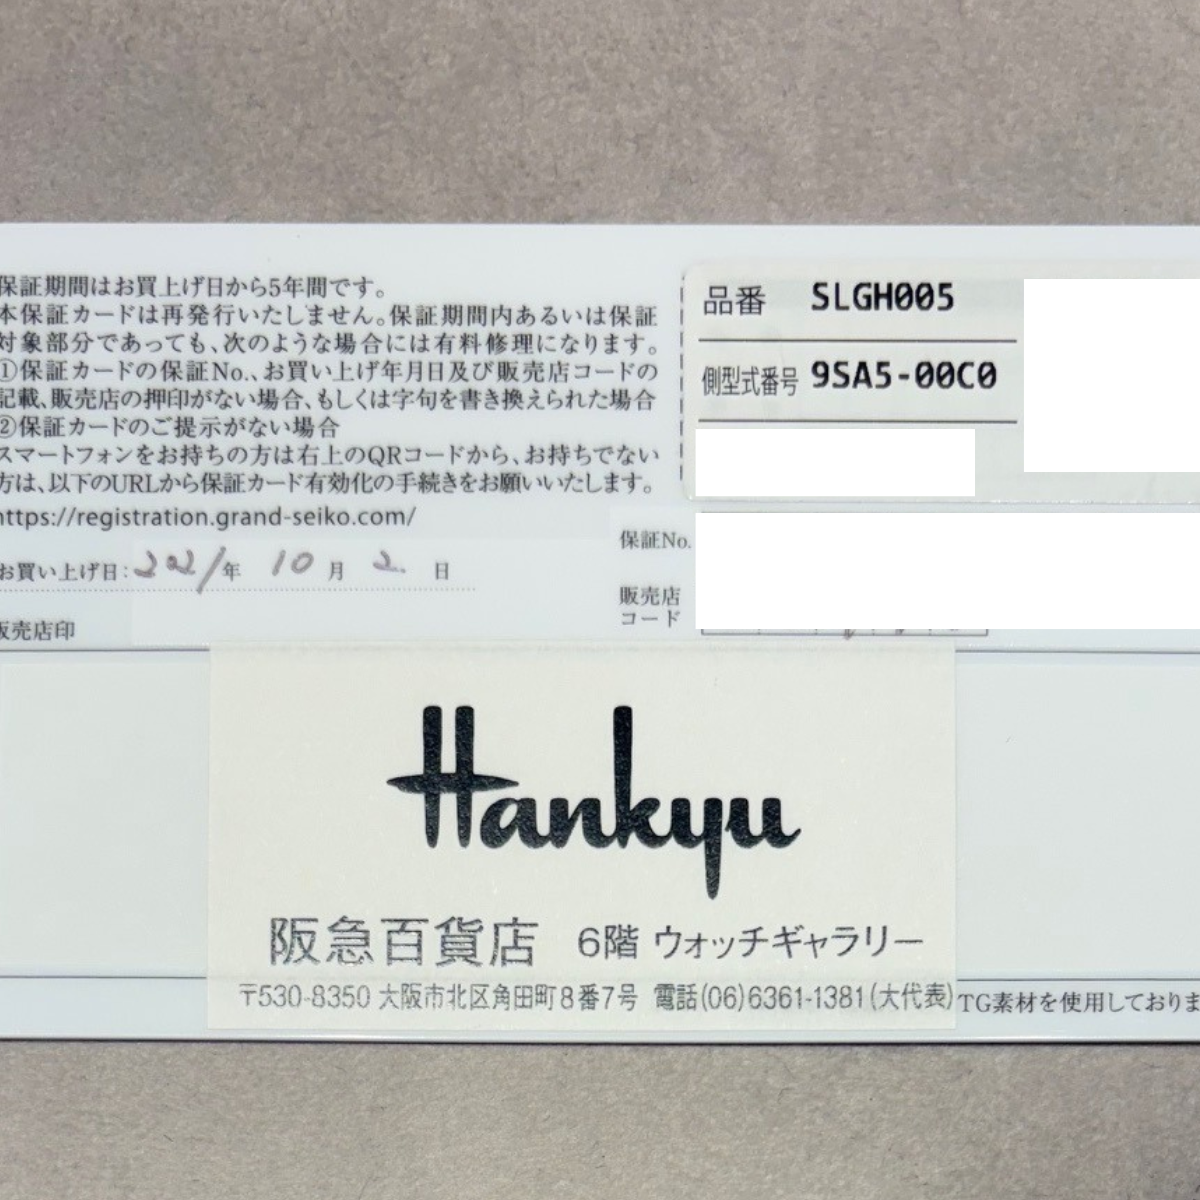 保証期間はお買上げ日から5年間です。
本保証カードは再発行いたしません。保証期間内あるいは保証
対象部分であっても、次のような場合には有料修理になります。
①保証カードの保証No.、お買い上げ年月日及び販売店コードの
記載、販売店の押印がない場合、もしくは字句を書き換えられた場合
②保証カードのご提示がない場合
スマートフォンをお持ちの方は右上のQRコードから、お持ちでない
方は、以下のURLから保証カード有効化の手続きをお願いいたします。
https://registration.grand-seiko.com/
お買い上げ日: 2021年 10月 2日
販売店印
品番 SLGH005
側型式番号 9SA5-00C0
保証No.
販売店
コード
Hankyu
阪急百貨店 6階 ウォッチギャラリー
〒530-8350 大阪市北区角田町8番7号 電話(06)6361-1381(大代表)
TG素材を使用しておりま